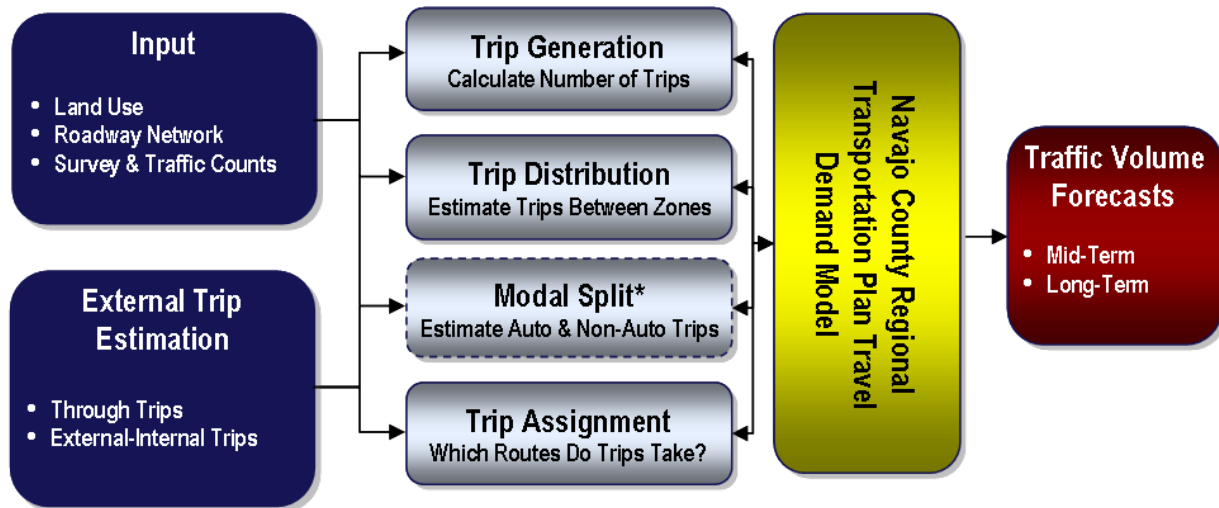 Input
• Land Use
• Roadway Network
• Survey & Traffic Counts
External Trip
Estimation
• Through Trips
• External-Internal Trips
Trip Generation
Calculate Number of Trips
Trip Distribution
Estimate Trips Between Zones
Modal Split*
Estimate Auto & Non-Auto Trips
Trip Assignment
Which Routes Do Trips Take?
Navajo County Regional
Transportation Plan Travel
Demand Model
Traffic Volume
Forecasts
• Mid-Term
• Long-Term